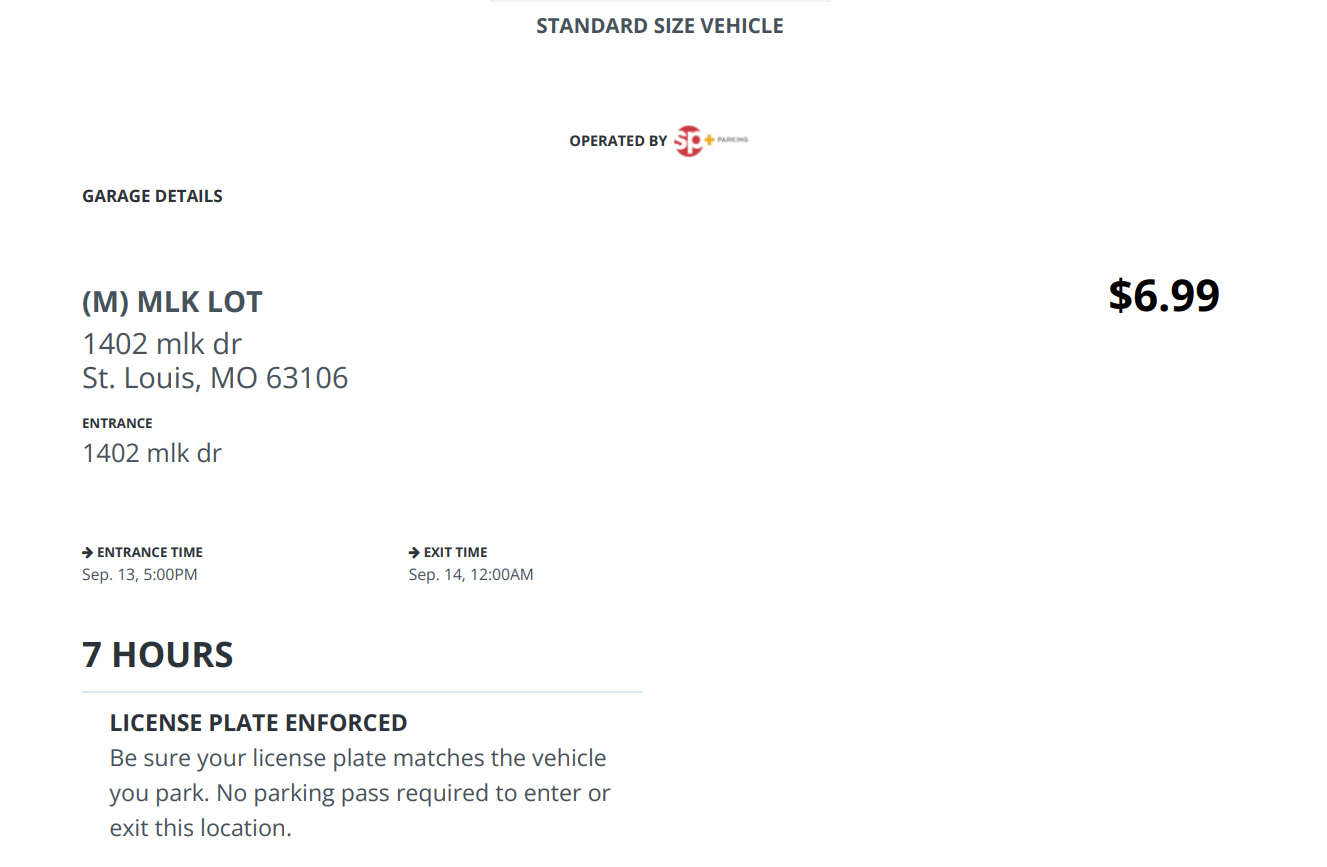 STANDARD SIZE VEHICLE
OPERATED BY sp+ PARKING
GARAGE DETAILS
(M) MLK LOT
$6.99
1402 mlk dr
St. Louis, MO 63106
ENTRANCE
1402 mlk dr
→ ENTRANCE TIME → EXIT TIME
Sep. 13, 5:00PM Sep. 14, 12:00AM
7 HOURS
LICENSE PLATE ENFORCED
Be sure your license plate matches the vehicle
you park. No parking pass required to enter or
exit this location.